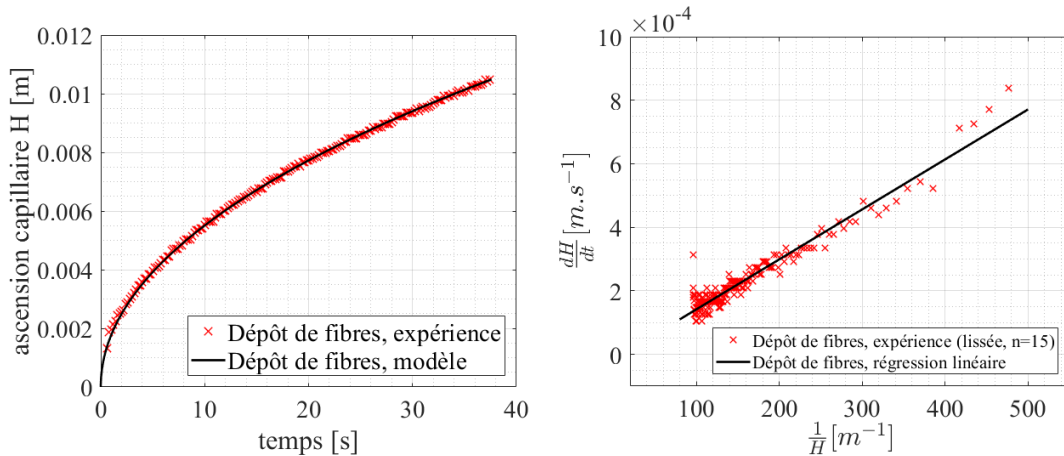 0.012
0.01
0.008
0.006
0.004
0.002
0
0 10 20 30 40
ascension capillaire H [m]
temps [s]
Dépôt de fibres, expérience
Dépôt de fibres, modèle
×10⁻⁴
10
8
6
4
2
0
100 200 300 400 500
dH/dt [m.s⁻¹]
1/H [m⁻¹]
Dépôt de fibres, expérience (lissée, n=15)
Dépôt de fibres, régression linéaire